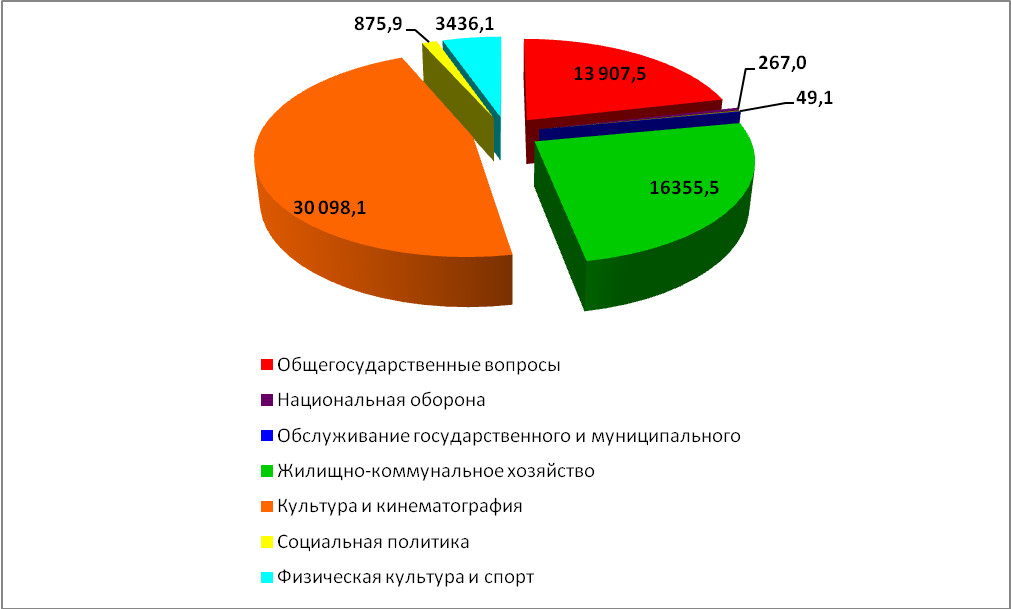 875,9
3436,1
13 907,5
267,0
49,1
16355,5
30 098,1
Общегосударственные вопросы
Национальная оборона
Обслуживание государственного и муниципального
Жилищно-коммунальное хозяйство
Культура и кинематография
Социальная политика
Физическая культура и спорт